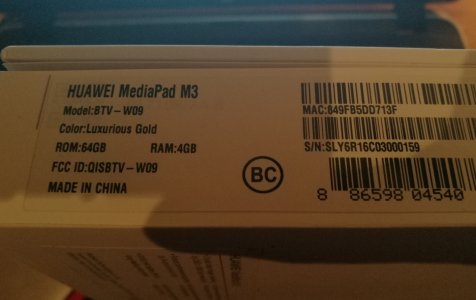 HUAWEI MediaPad M3
Model:BTV-W09
Color:Luxurious Gold
ROM:64GB RAM:4GB
FCC ID:QISBTV-W09
MADE IN CHINA
BC
MAC:849FB5DD713F
S/N:SLY6R16C03000159
8 86598 04540